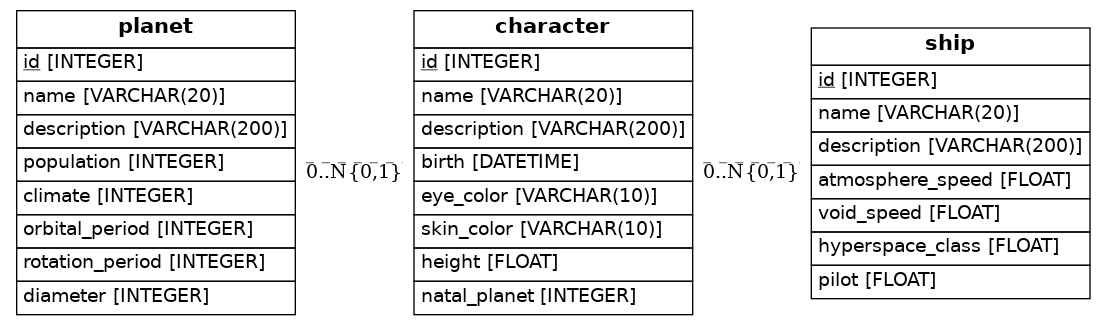 planet
id [INTEGER]
name [VARCHAR(20)]
description [VARCHAR(200)]
population [INTEGER]
climate [INTEGER]
orbital_period [INTEGER]
rotation_period [INTEGER]
diameter [INTEGER]
0..N{0,1}
character
id [INTEGER]
name [VARCHAR(20)]
description [VARCHAR(200)]
birth [DATETIME]
eye_color [VARCHAR(10)]
skin_color [VARCHAR(10)]
height [FLOAT]
natal_planet [INTEGER]
0..N{0,1}
ship
id [INTEGER]
name [VARCHAR(20)]
description [VARCHAR(200)]
atmosphere_speed [FLOAT]
void_speed [FLOAT]
hyperspace_class [FLOAT]
pilot [FLOAT]